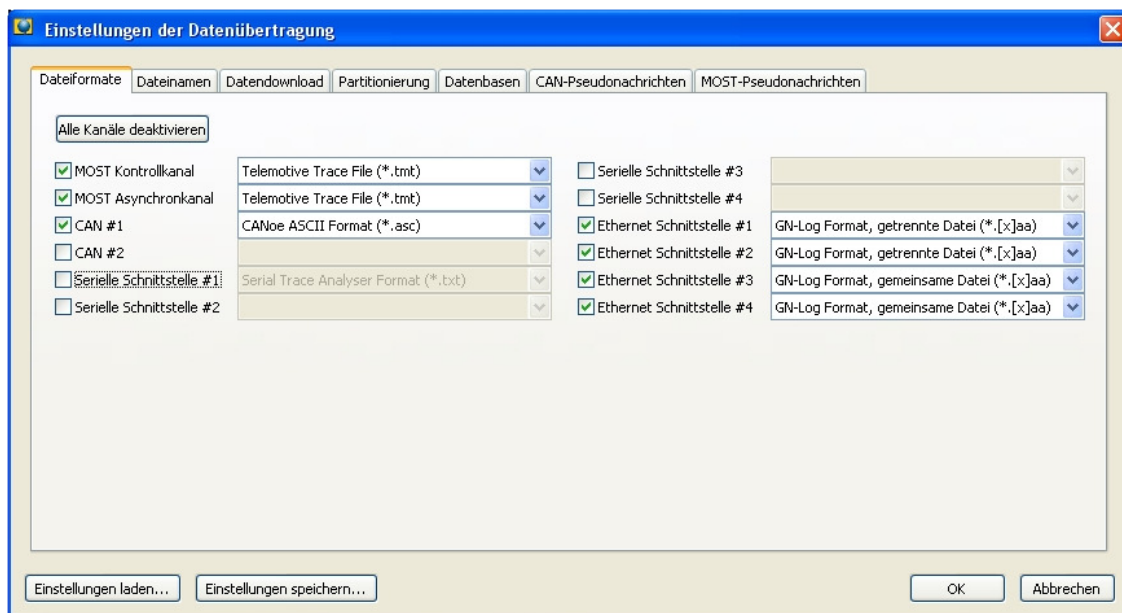 Einstellungen der Datenübertragung
Dateiformate Dateinamen Datendownload Partitionierung Datenbasen CAN-Pseudonachrichten MOST-Pseudonachrichten
Alle Kanäle deaktivieren
MOST Kontrollkanal Telemotive Trace File (*.tmt)
MOST Asynchronkanal Telemotive Trace File (*.tmt)
CAN #1 CANoe ASCII Format (*.asc)
CAN #2
Serielle Schnittstelle #1 Serial Trace Analyser Format (*.txt)
Serielle Schnittstelle #2
Serielle Schnittstelle #3
Serielle Schnittstelle #4
Ethernet Schnittstelle #1 GN-Log Format, getrennte Datei (*.[x]aa)
Ethernet Schnittstelle #2 GN-Log Format, getrennte Datei (*.[x]aa)
Ethernet Schnittstelle #3 GN-Log Format, gemeinsame Datei (*.[x]aa)
Ethernet Schnittstelle #4 GN-Log Format, gemeinsame Datei (*.[x]aa)
Einstellungen laden... Einstellungen speichern... OK Abbrechen